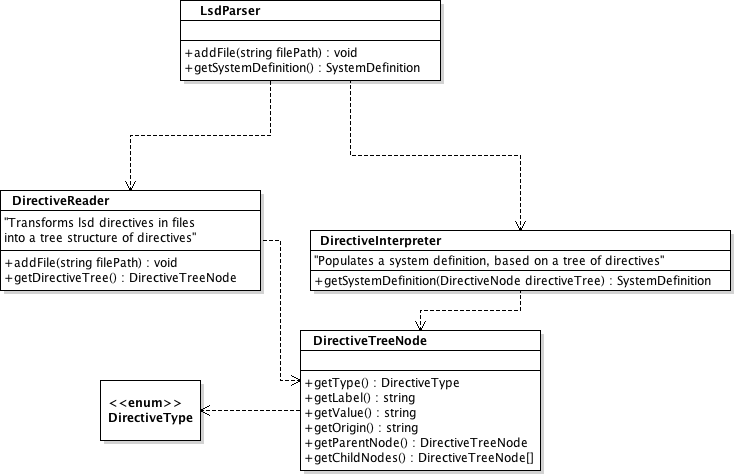 LsdParser
+addFile(string filePath) : void
+getSystemDefinition() : SystemDefinition
DirectiveReader
"Transforms lsd directives in files
into a tree structure of directives"
+addFile(string filePath) : void
+getDirectiveTree() : DirectiveTreeNode
DirectiveInterpreter
"Populates a system definition, based on a tree of directives"
+getSystemDefinition(DirectiveNode directiveTree) : SystemDefinition
DirectiveTreeNode
+getType() : DirectiveType
+getLabel() : string
+getValue() : string
+getOrigin() : string
+getParentNode() : DirectiveTreeNode
+getChildNodes() : DirectiveTreeNode[]
<<enum>>
DirectiveType